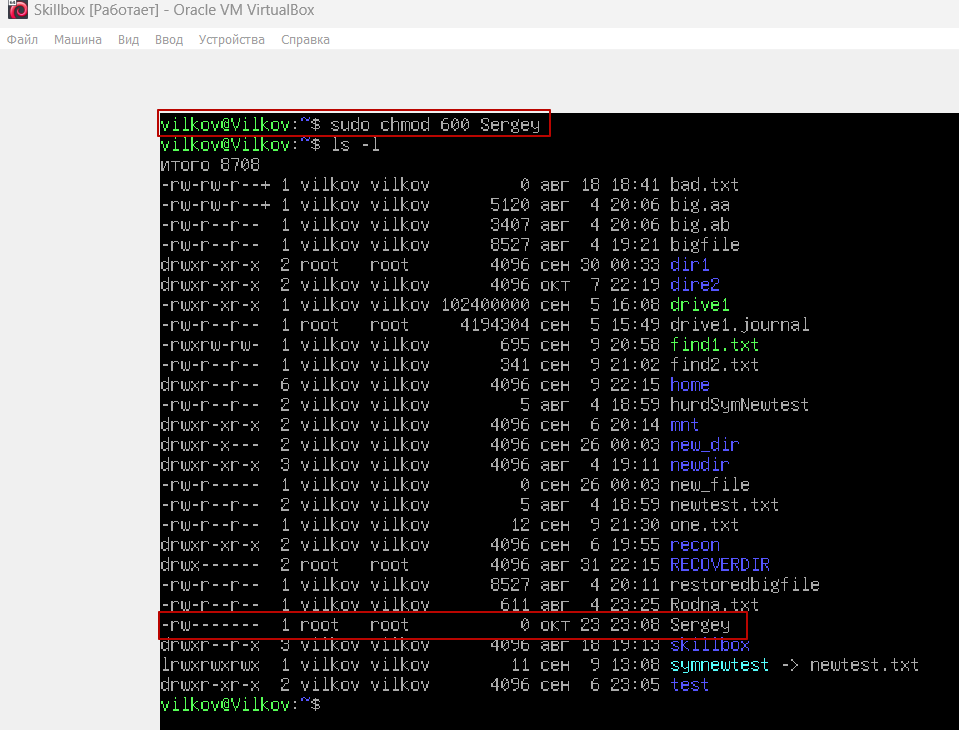 Skillbox [Работает] - Oracle VM VirtualBox
Файл Машина Вид Ввод Устройства Справка
vilkov@Vilkov:~$ sudo chmod 600 Sergey
vilkov@Vilkov:~$ ls -l
итого 8708
-rw-rw-r--+ 1 vilkov vilkov 0 авг 18 18:41 bad.txt
-rw-rw-r--+ 1 vilkov vilkov 5120 авг 4 20:06 big.aa
-rw-r--r-- 1 vilkov vilkov 3407 авг 4 20:06 big.ab
-rw-r--r-- 1 vilkov vilkov 8527 авг 4 19:21 bigfile
drwxr-xr-x 2 root root 4096 сен 30 00:33 dir1
drwxr-xr-x 2 vilkov vilkov 4096 окт 7 22:19 dire2
-rwxr-xr-x 1 vilkov vilkov 102400000 сен 5 16:08 drive1
-rw-r--r-- 1 root root 4194304 сен 5 15:49 drive1.journal
-rwxrw-rw- 1 vilkov vilkov 695 сен 9 20:58 find1.txt
-rw-r--r-- 1 vilkov vilkov 341 сен 9 21:02 find2.txt
drwxr--r-- 6 vilkov vilkov 4096 сен 9 22:15 home
-rw-r--r-- 2 vilkov vilkov 5 авг 4 18:59 hurdSymNewtest
drwxr-xr-x 2 vilkov vilkov 4096 сен 6 20:14 mnt
drwxr-x--- 2 vilkov vilkov 4096 сен 26 00:03 new_dir
drwxr-xr-x 3 vilkov vilkov 4096 авг 4 19:11 newdir
-rw-r----- 1 vilkov vilkov 0 сен 26 00:03 new_file
-rw-r--r-- 2 vilkov vilkov 5 авг 4 18:59 newtest.txt
-rw-r--r-- 1 vilkov vilkov 12 сен 9 21:30 one.txt
drwxr-xr-x 2 vilkov vilkov 4096 сен 6 19:55 recon
drwx------ 2 root root 4096 авг 31 22:15 RECOVERDIR
-rw-r--r-- 1 vilkov vilkov 8527 авг 4 20:11 restoredbigfile
-rw-r--r-- 1 vilkov vilkov 611 авг 4 23:25 Rodna.txt
-rw------- 1 root root 0 окт 23 23:08 Sergey
drwxr--r-x 3 vilkov vilkov 4096 авг 18 19:13 skillbox
lrwxrwxrwx 1 vilkov vilkov 11 сен 9 13:08 symnewtest -> newtest.txt
drwxr-xr-x 2 vilkov vilkov 4096 сен 6 23:05 test
vilkov@Vilkov:~$